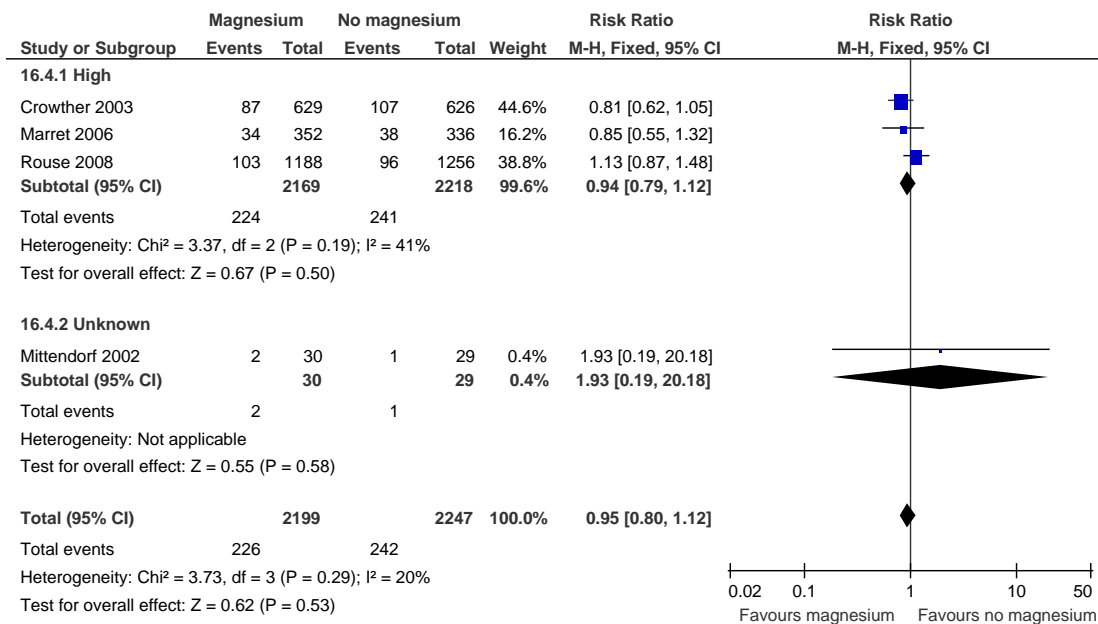 Magnesium No magnesium Risk Ratio Risk Ratio
Study or Subgroup Events Total Events Total Weight M-H, Fixed, 95% CI M-H, Fixed, 95% CI
16.4.1 High
Crowther 2003 87 629 107 626 44.6% 0.81 [0.62, 1.05]
Marret 2006 34 352 38 336 16.2% 0.85 [0.55, 1.32]
Rouse 2008 103 1188 96 1256 38.8% 1.13 [0.87, 1.48]
Subtotal (95% CI) 2169 2218 99.6% 0.94 [0.79, 1.12]
Total events 224 241
Heterogeneity: Chi² = 3.37, df = 2 (P = 0.19); I² = 41%
Test for overall effect: Z = 0.67 (P = 0.50)
16.4.2 Unknown
Mittendorf 2002 2 30 1 29 0.4% 1.93 [0.19, 20.18]
Subtotal (95% CI) 30 29 0.4% 1.93 [0.19, 20.18]
Total events 2 1
Heterogeneity: Not applicable
Test for overall effect: Z = 0.55 (P = 0.58)
Total (95% CI) 2199 2247 100.0% 0.95 [0.80, 1.12]
Total events 226 242
Heterogeneity: Chi² = 3.73, df = 3 (P = 0.29); I² = 20%
Test for overall effect: Z = 0.62 (P = 0.53)
0.02 0.1 1 10 50
Favours magnesium Favours no magnesium